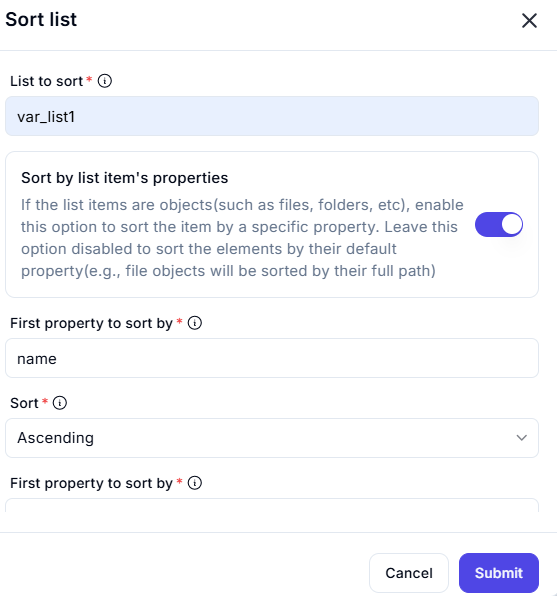 Sort list
List to sort *
var_list1
Sort by list item's properties
If the list items are objects(such as files, folders, etc), enable
this option to sort the item by a specific property. Leave this
option disabled to sort the elements by their default
property(e.g., file objects will be sorted by their full path)
First property to sort by *
name
Sort *
Ascending
First property to sort by *
Cancel
Submit